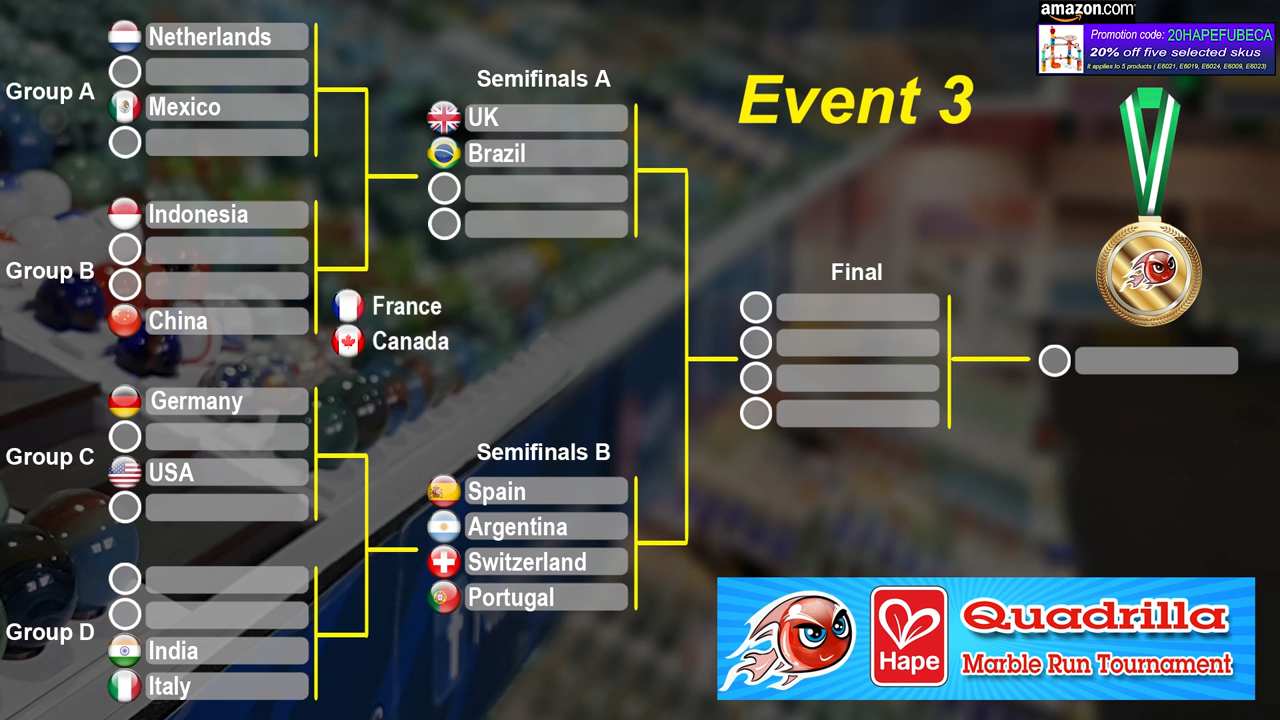 amazon.com
Promotion code: 20HAPEFUBECA
20% off five selected skus
it applies to 5 products ( E6021, E6019, E6024, E6009, E6023)
Event 3
Group A
Netherlands
Mexico
Group B
Indonesia
China
France
Canada
Group C
Germany
USA
Group D
India
Italy
Semifinals A
UK
Brazil
Semifinals B
Spain
Argentina
Switzerland
Portugal
Final
Hape
Quadrilla
Marble Run Tournament